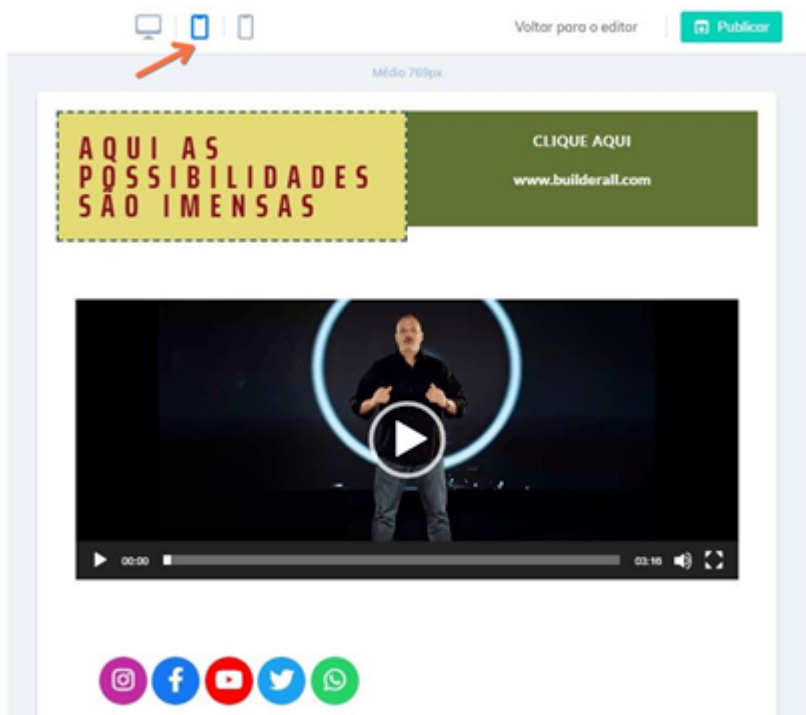 Voltar para o editor
Publicar
Médio 769px
AQUI AS
POSSIBILIDADES
SÃO IMENSAS
CLIQUE AQUI
www.builderall.com
00:00
03:16